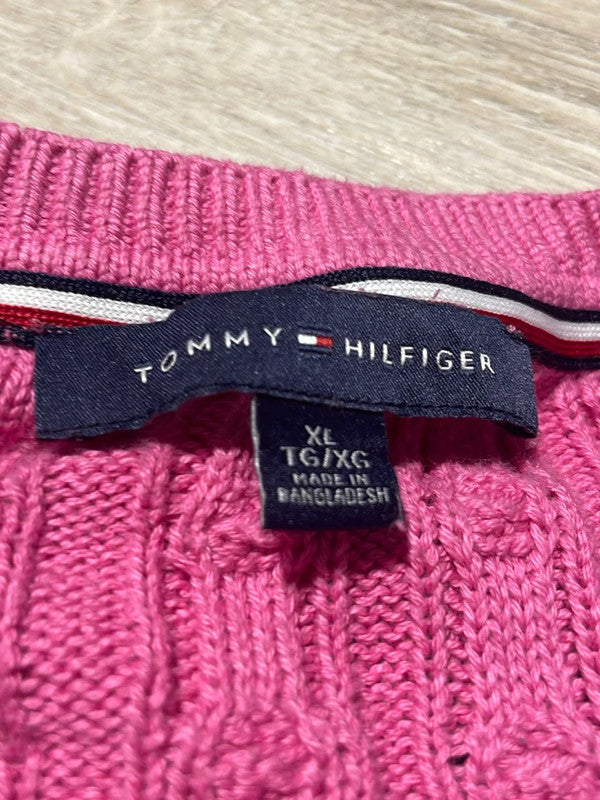 TOMMY HILFIGER
XL
TG/XG
MADE IN
BANGLADESH